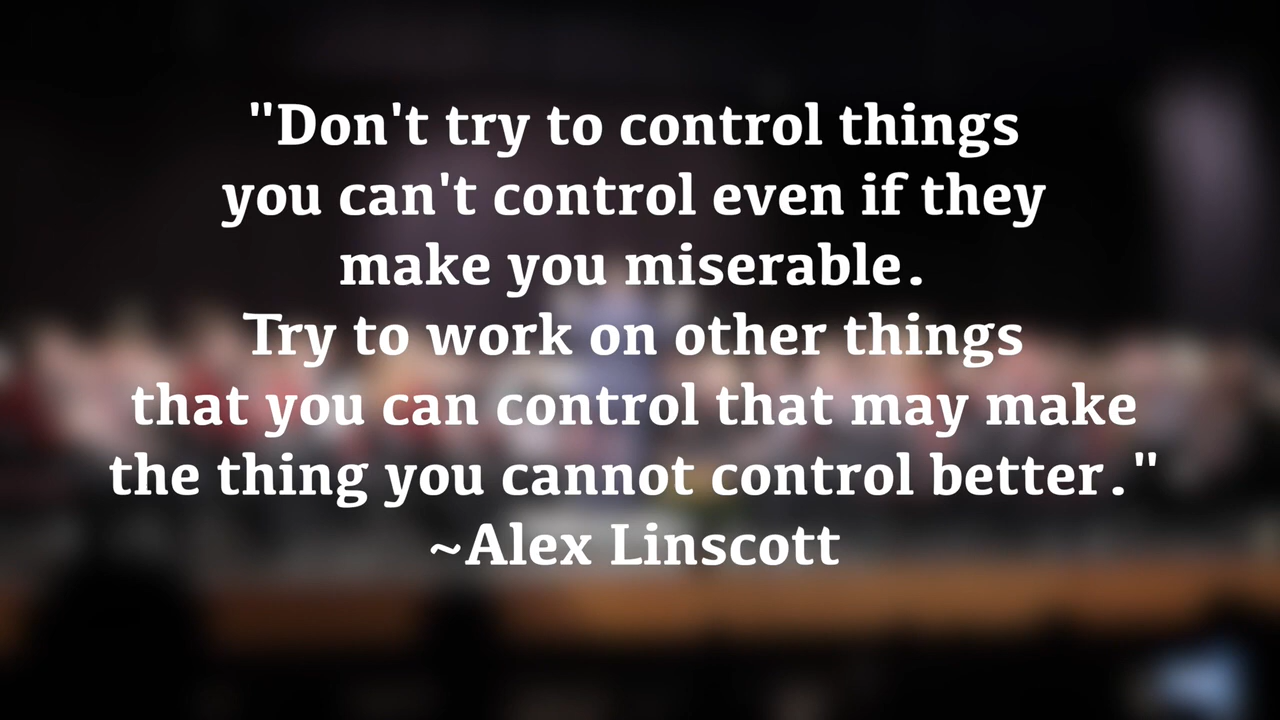 "Don't try to control things
you can't control even if they
make you miserable.
Try to work on other things
that you can control that may make
the thing you cannot control better."
~Alex Linscott